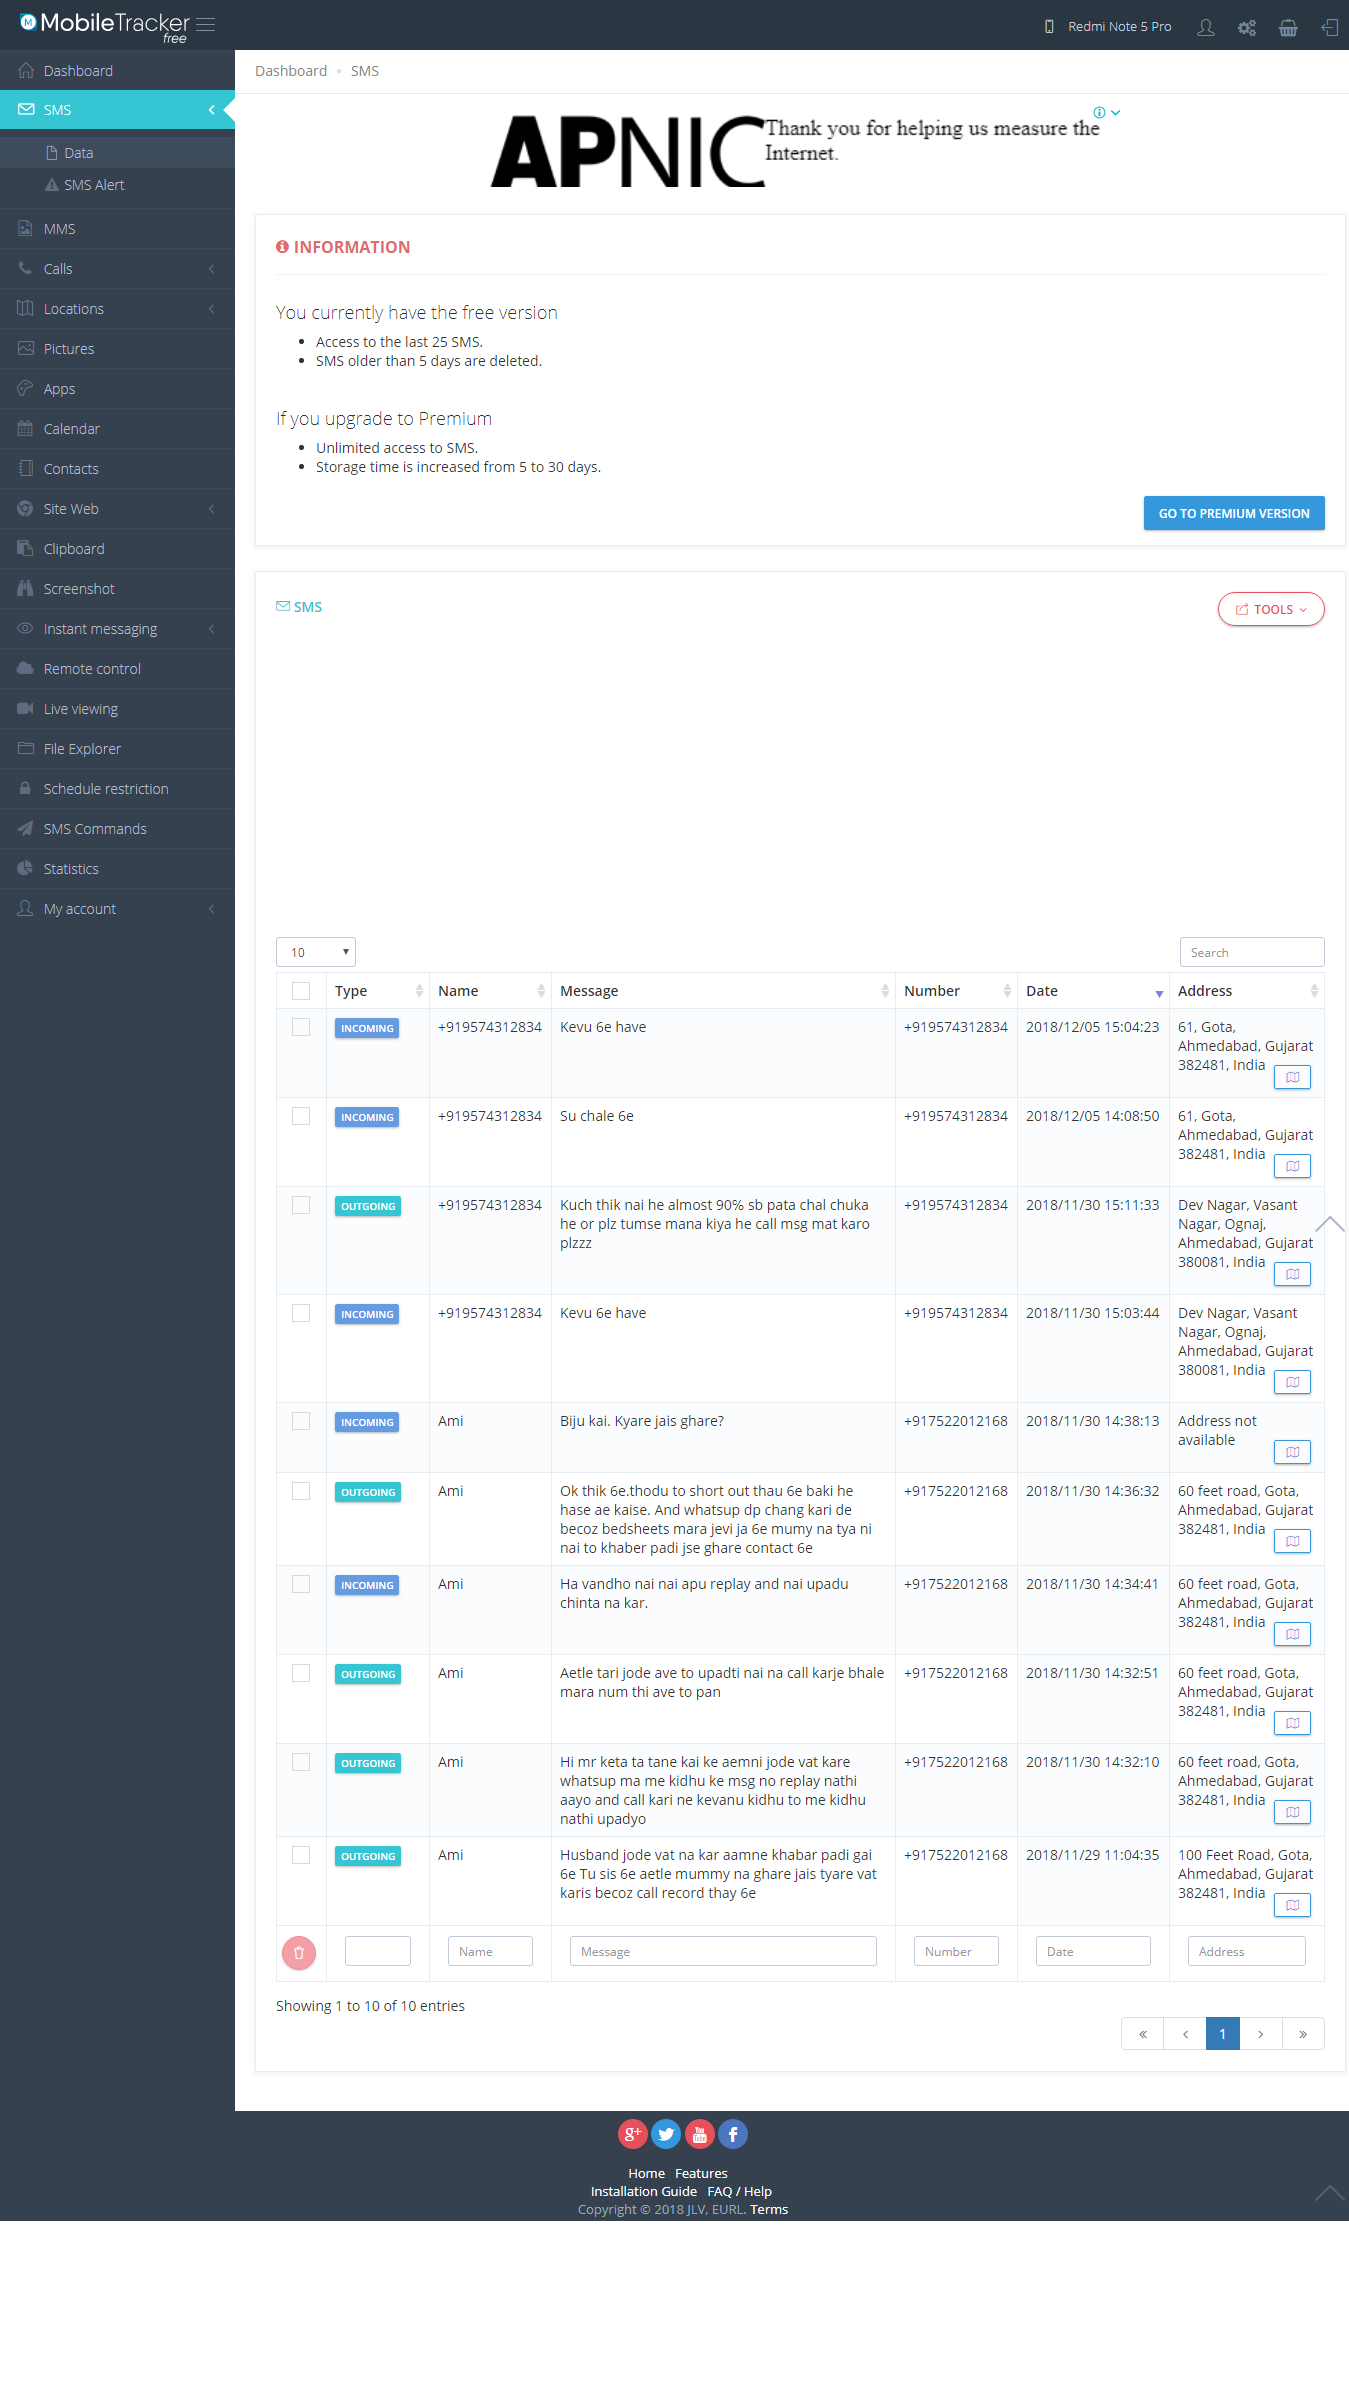 MobileTracker
free
Redmi Note 5 Pro
Dashboard
SMS
Data
SMS Alert
MMS
Calls
Locations
Pictures
Apps
Calendar
Contacts
Site Web
Clipboard
Screenshot
Instant messaging
Remote control
Live viewing
File Explorer
Schedule restriction
SMS Commands
Statistics
My account
Dashboard • SMS
APNIC
Thank you for helping us measure the
Internet.
INFORMATION
You currently have the free version
• Access to the last 25 SMS.
• SMS older than 5 days are deleted.
If you upgrade to Premium
• Unlimited access to SMS.
• Storage time is increased from 5 to 30 days.
GO TO PREMIUM VERSION
SMS
TOOLS
10
Search
Type Name Message Number Date Address
INCOMING +919574312834 Kevu 6e have +919574312834 2018/12/05 15:04:23 61, Gota,
Ahmedabad, Gujarat
382481, India
INCOMING +919574312834 Su chale 6e +919574312834 2018/12/05 14:08:50 61, Gota,
Ahmedabad, Gujarat
382481, India
OUTGOING +919574312834 Kuch thik nai he almost 90% sb pata chal chuka +919574312834 2018/11/30 15:11:33 Dev Nagar, Vasant
he or plz tumse mana kiya he call msg mat karo Nagar, Ognaj,
plzzz Ahmedabad, Gujarat
380081, India
INCOMING +919574312834 Kevu 6e have +919574312834 2018/11/30 15:03:44 Dev Nagar, Vasant
Nagar, Ognaj,
Ahmedabad, Gujarat
380081, India
INCOMING Ami Biju kai. Kyare jais ghare? +917522012168 2018/11/30 14:38:13 Address not
available
OUTGOING Ami Ok thik 6e.thodu to short out thau 6e baki he +917522012168 2018/11/30 14:36:32 60 feet road, Gota,
hase ae kaise. And whatsup dp chang kari de Ahmedabad, Gujarat
becoz bedsheets mara jevi ja 6e mumy na tya ni 382481, India
nai to khaber padi jse ghare contact 6e
INCOMING Ami Ha vandho nai nai apu replay and nai upadu +917522012168 2018/11/30 14:34:41 60 feet road, Gota,
chinta na kar. Ahmedabad, Gujarat
382481, India
OUTGOING Ami Aetle tari jode ave to upadti nai na call karje bhale +917522012168 2018/11/30 14:32:51 60 feet road, Gota,
mara num thi ave to pan Ahmedabad, Gujarat
382481, India
OUTGOING Ami Hi mr keta ta tane kai ke aemni jode vat kare +917522012168 2018/11/30 14:32:10 60 feet road, Gota,
whatsup ma me kidhu ke msg no replay nathi Ahmedabad, Gujarat
aayo and call kari ne kevanu kidhu to me kidhu 382481, India
nathi upadyo
OUTGOING Ami Husband jode vat na kar aamne khabar padi gai +917522012168 2018/11/29 11:04:35 100 Feet Road, Gota,
6e Tu sis 6e aetle mummy na ghare jais tyare vat Ahmedabad, Gujarat
karis becoz call record thay 6e 382481, India
Name Message Number Date Address
Showing 1 to 10 of 10 entries
« ‹ 1 › »
Home Features
Installation Guide FAQ / Help
Copyright © 2018 JLV, EURL. Terms